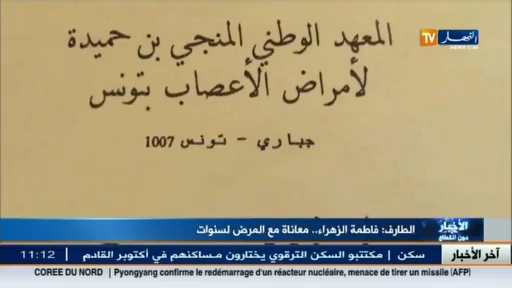 النهار TV
المعهد الوطني المنجي بن حميدة
لأمراض الأعصاب بتونس
جباري - تونس 1007
الأخبار
دون انقطاع
الطارف: فاطمة الزهراء.. معاناة مع المرض لسنوات
آخر الأخبار
سكن | مكتتبو السكن الترقوي يختارون مساكنهم في أكتوبر القادم
11:12
COREE DU NORD | Pyongyang confirme le redémarrage d'un réacteur nucléaire, menace de tirer un missile (AFP)